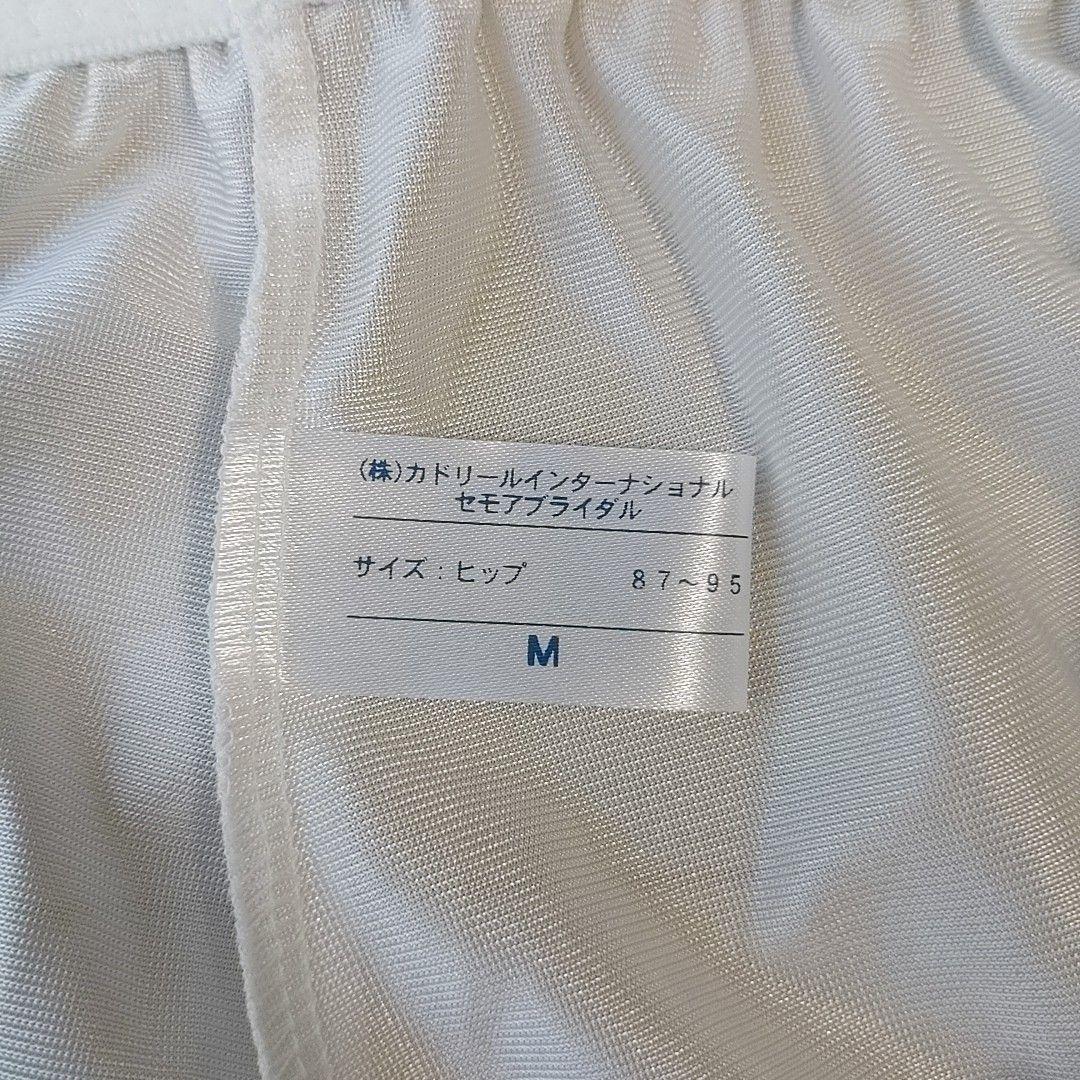 (株)カドリールインターナショナル
セモアブライダル
サイズ：ヒップ　８７～９５
M